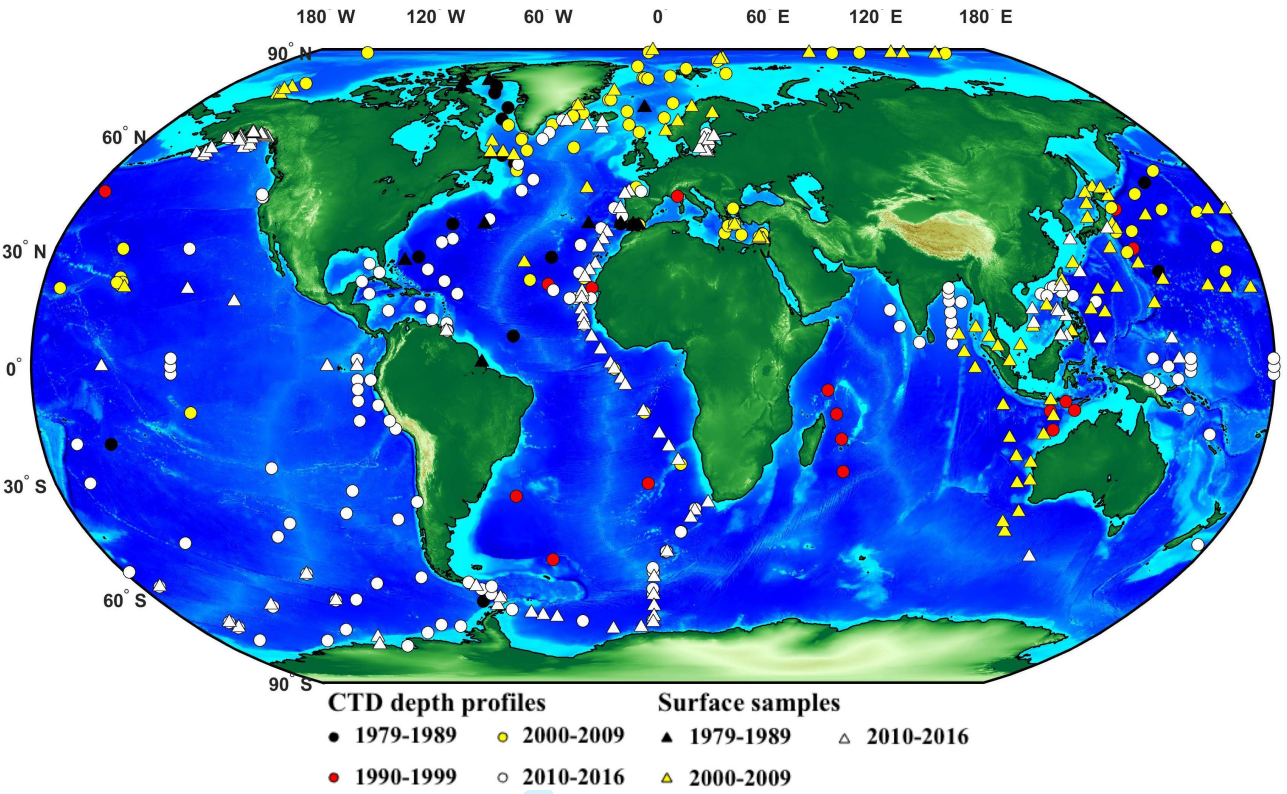 180° W 120° W 60° W 0° 60° E 120° E 180° E
90° N
60° N
30° N
0°
30° S
60° S
90° S
CTD depth profiles Surface samples
1979-1989 2000-2009 1979-1989 2010-2016
1990-1999 2010-2016 2000-2009